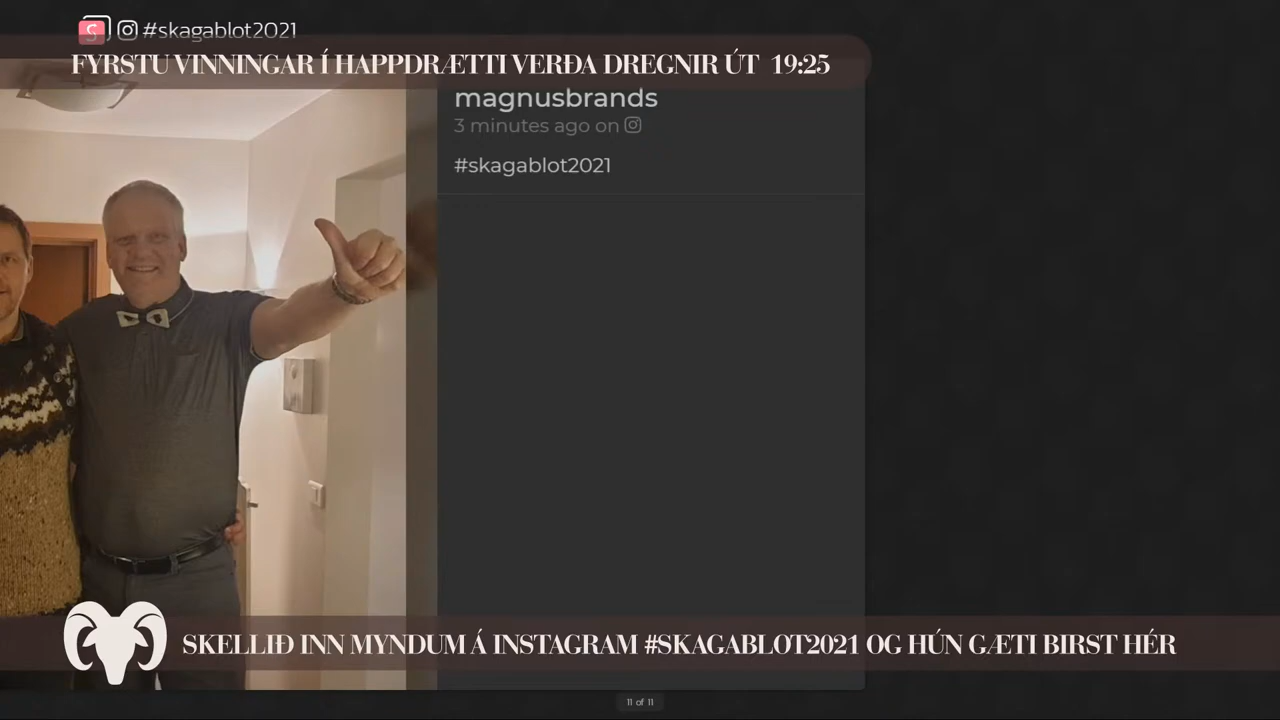 #skagablot2021
FYRSTU VINNINGAR Í HAPPDRÆTTI VERÐA DREGNIR ÚT 19:25
magnusbrands
3 minutes ago on
#skagablot2021
SKELLIÐ INN MYNDUM Á INSTAGRAM #SKAGABLOT2021 OG HÚN GÆTI BIRST HÉR
11 of 11